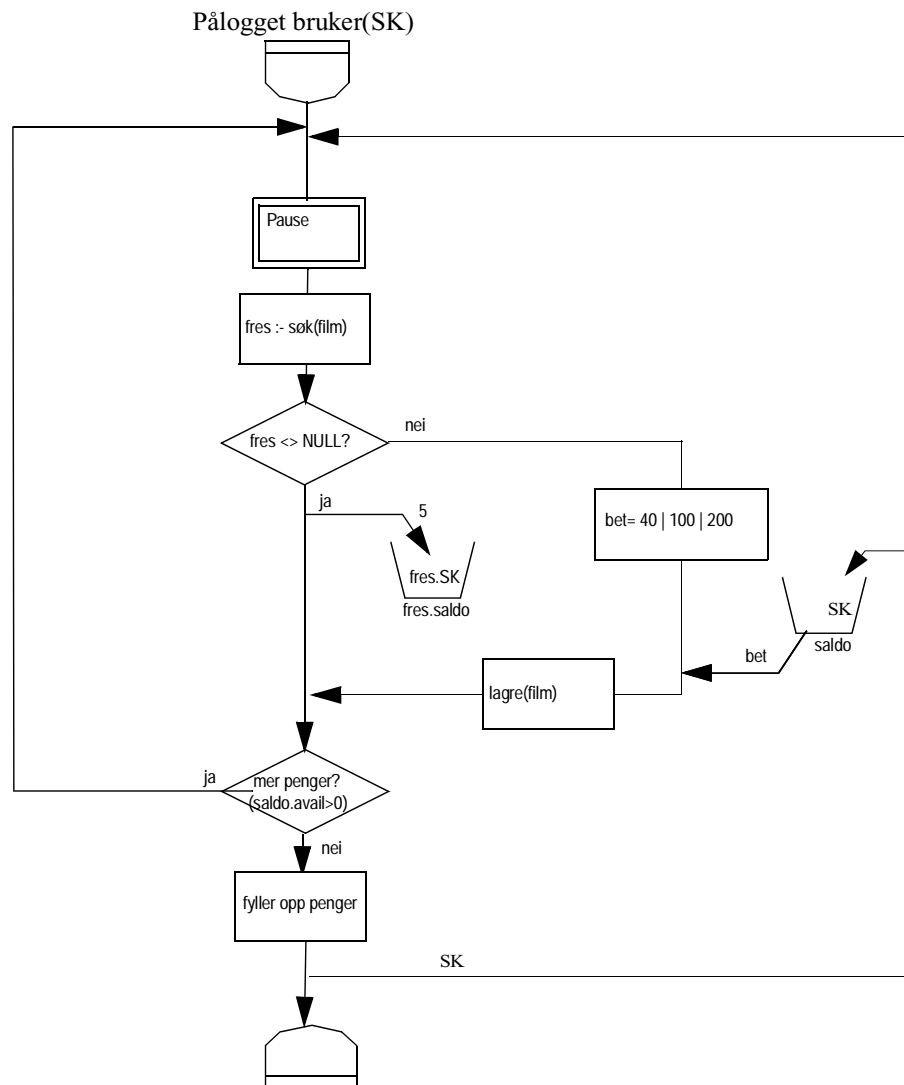 Pålogget bruker(SK)
Pause
fres :- søk(film)
fres <> NULL?
nei
ja
5
bet= 40 | 100 | 200
fres.SK
fres.saldo
SK
saldo
bet
lagre(film)
ja
mer penger?
(saldo.avail>0)
nei
fyller opp penger
SK